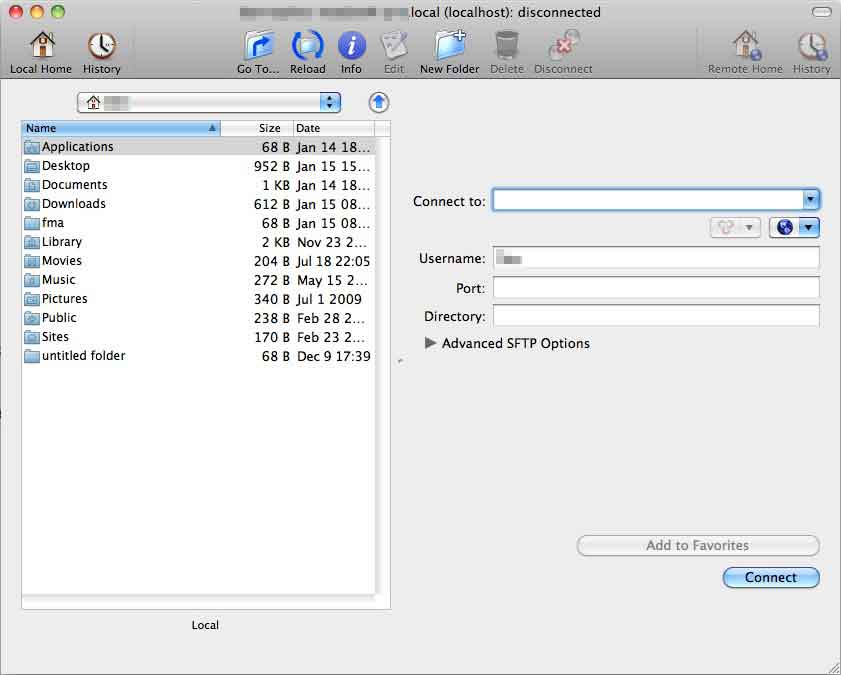 .local (localhost): disconnected
Local Home History Go To... Reload Info Edit New Folder Delete Disconnect Remote Home History
Name Size Date
Applications 68 B Jan 14 18...
Desktop 952 B Jan 15 15...
Documents 1 KB Jan 14 18...
Downloads 612 B Jan 15 08...
fma 68 B Jan 15 08...
Library 2 KB Nov 23 2...
Movies 204 B Jul 18 22:05
Music 272 B May 15 2...
Pictures 340 B Jul 1 2009
Public 238 B Feb 28 2...
Sites 170 B Feb 23 2...
untitled folder 68 B Dec 9 17:39
Local
Connect to:
Username:
Port:
Directory:
Advanced SFTP Options
Add to Favorites
Connect